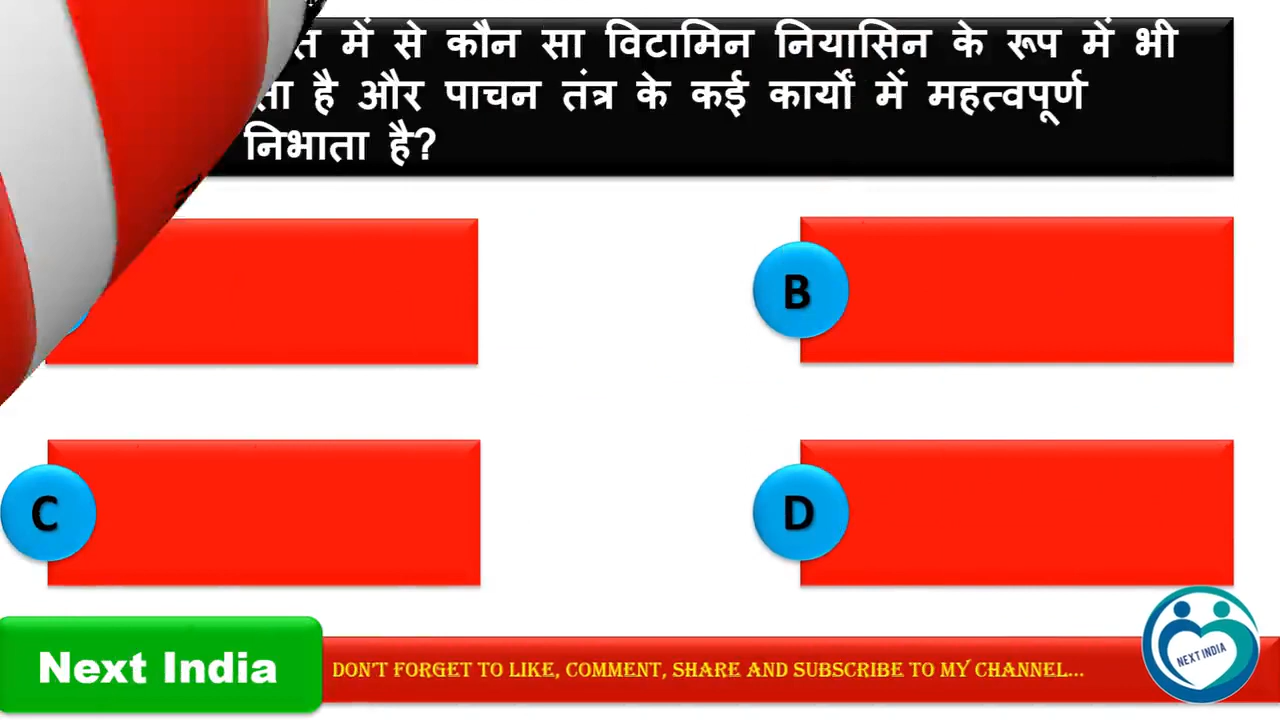 में से कौन सा विटामिन नियासिन के रूप में भी
है और पाचन तंत्र के कई कार्यों में महत्वपूर्ण
निभाता है?
B
C
D
Next India
DON'T FORGET TO LIKE, COMMENT, SHARE AND SUBSCRIBE TO MY CHANNEL...
NEXT INDIA